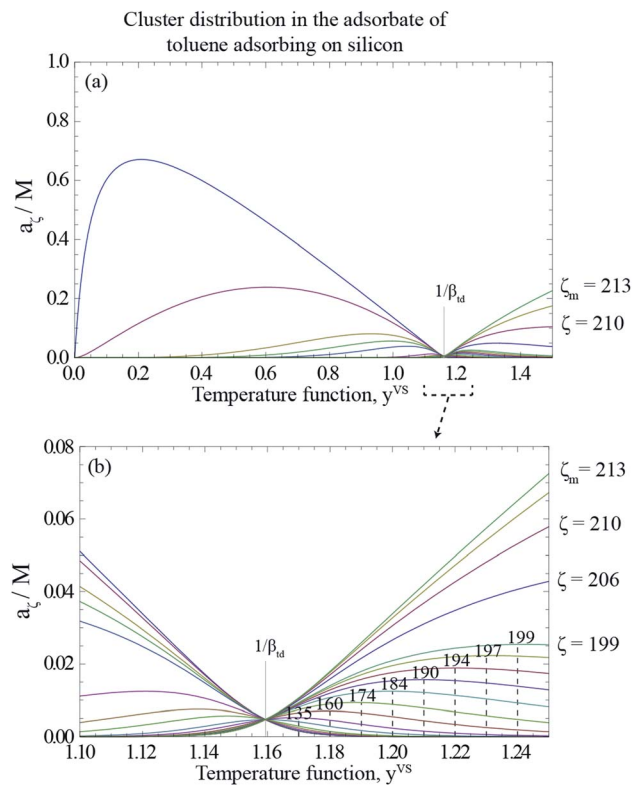 Cluster distribution in the adsorbate of
toluene adsorbing on silicon
(a)
1.0
0.8
0.6
0.4
0.2
0.0
a_ζ / M
1/β_td
ζ_m = 213
ζ = 210
0.0 0.2 0.4 0.6 0.8 1.0 1.2 1.4
Temperature function, y^VS
(b)
0.08
0.06
0.04
0.02
0.00
a_ζ / M
ζ_m = 213
ζ = 210
ζ = 206
ζ = 199
1/β_td
135 160 174 184 190 194 197 199
1.10 1.12 1.14 1.16 1.18 1.20 1.22 1.24
Temperature function, y^VS